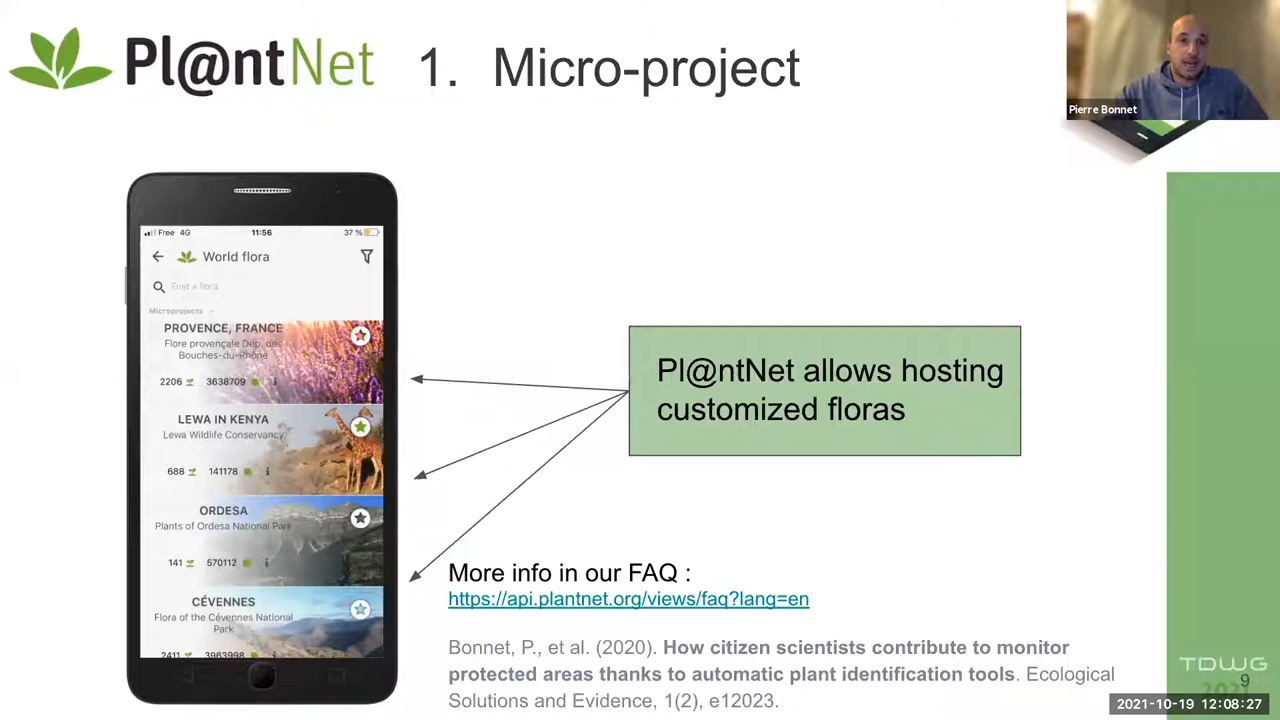 Pl@ntNet
1. Micro-project
Pierre Bonnet
Free 4G 11:56 37 %
World flora
Find a flora
Microprojects
PROVENCE, FRANCE
Flore provençale Dép. des
Bouches-du-Rhône
2206 3638709 i
LEWA IN KENYA
Lewa Wildlife Conservancy
688 141178 i
ORDESA
Plants of Ordesa National Park
141 570112 i
CÉVENNES
Flora of the Cévennes National
Park
2411 3963998
Pl@ntNet allows hosting
customized floras
More info in our FAQ :
https://api.plantnet.org/views/faq?lang=en
Bonnet, P., et al. (2020). How citizen scientists contribute to monitor
protected areas thanks to automatic plant identification tools. Ecological
Solutions and Evidence, 1(2), e12023.
TDWG
9
2021-10-19 12:08:27